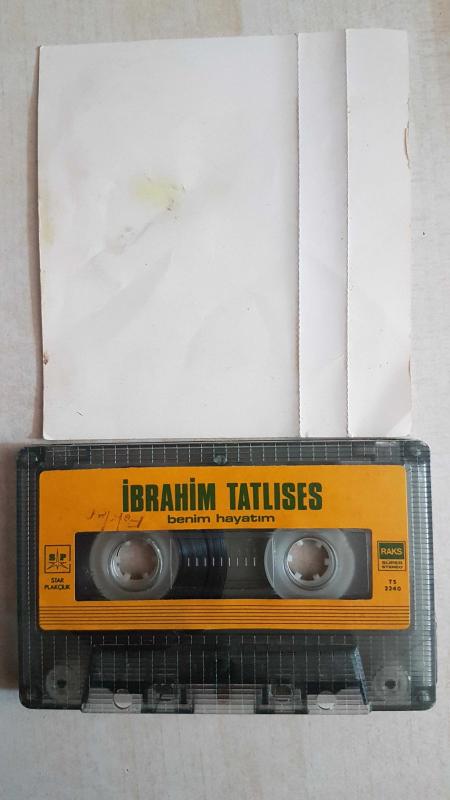 İBRAHİM TATLISES
benim hayatım
SP
STAR
PLAKÇILIK
RAKS
SUPER
STEREO
TS
2240